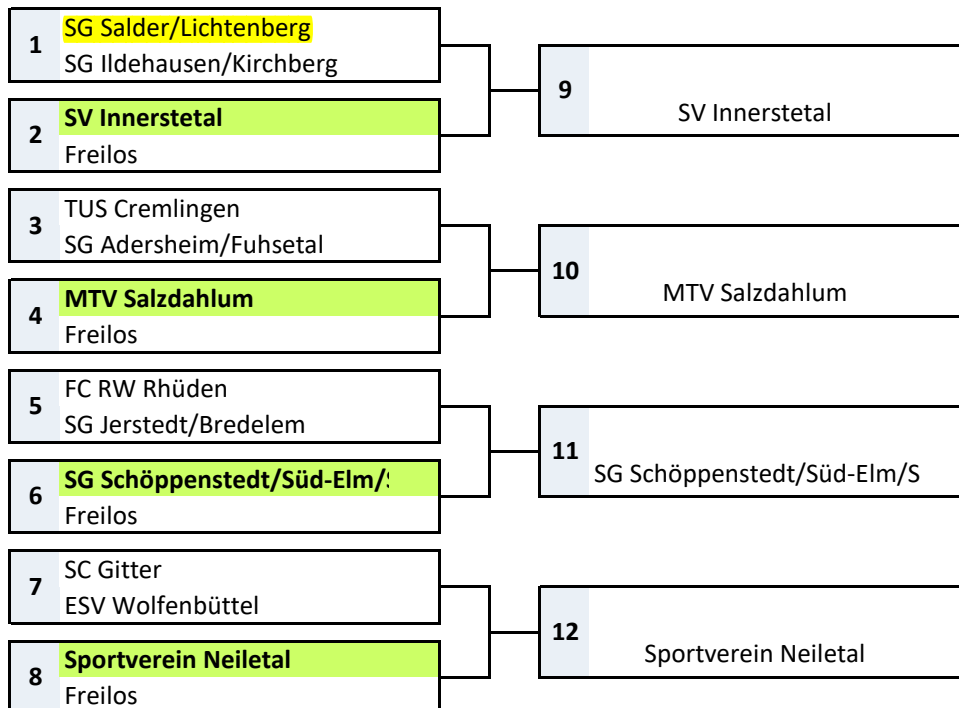 1
SG Salder/Lichtenberg
SG Ildehausen/Kirchberg
2
SV Innerstetal
Freilos
3
TUS Cremlingen
SG Adersheim/Fuhsetal
4
MTV Salzdahlum
Freilos
5
FC RW Rhüden
SG Jerstedt/Bredelem
6
SG Schöppenstedt/Süd-Elm/
Freilos
7
SC Gitter
ESV Wolfenbüttel
8
Sportverein Neiletal
Freilos
9
SV Innerstetal
10
MTV Salzdahlum
11
SG Schöppenstedt/Süd-Elm/S
12
Sportverein Neiletal